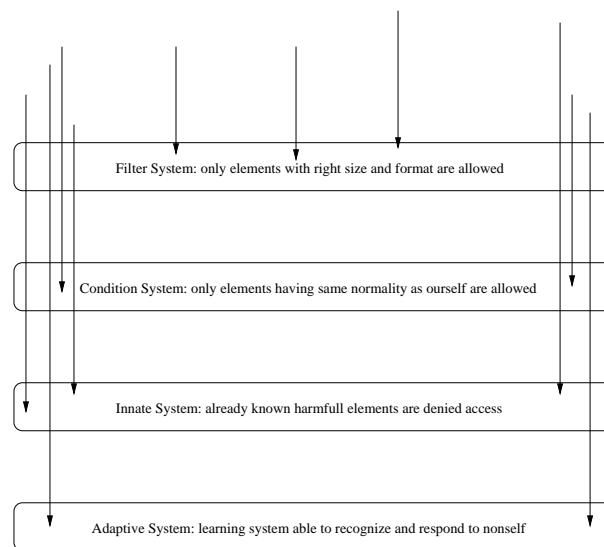 Filter System: only elements with right size and format are allowed
Condition System: only elements having same normality as ourself are allowed
Innate System: already known harmfull elements are denied access
Adaptive System: learning system able to recognize and respond to nonself